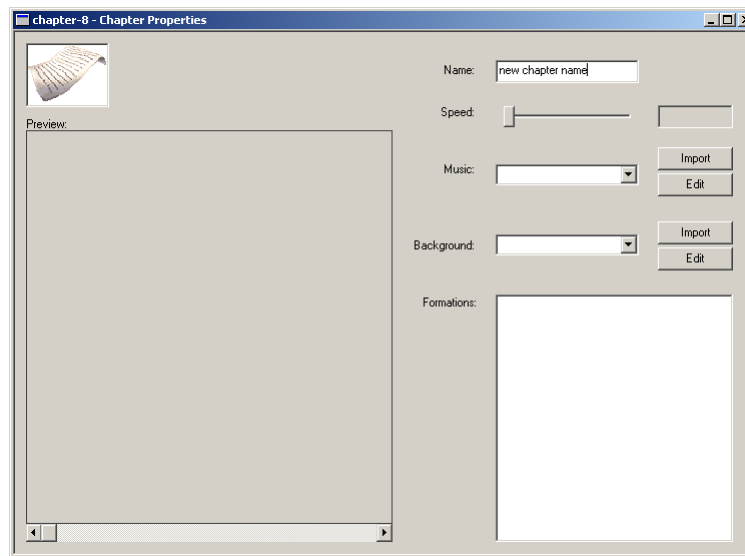 chapter-8 - Chapter Properties
Name: new chapter name
Speed:
Preview:
Music:
Import
Edit
Background:
Import
Edit
Formations: